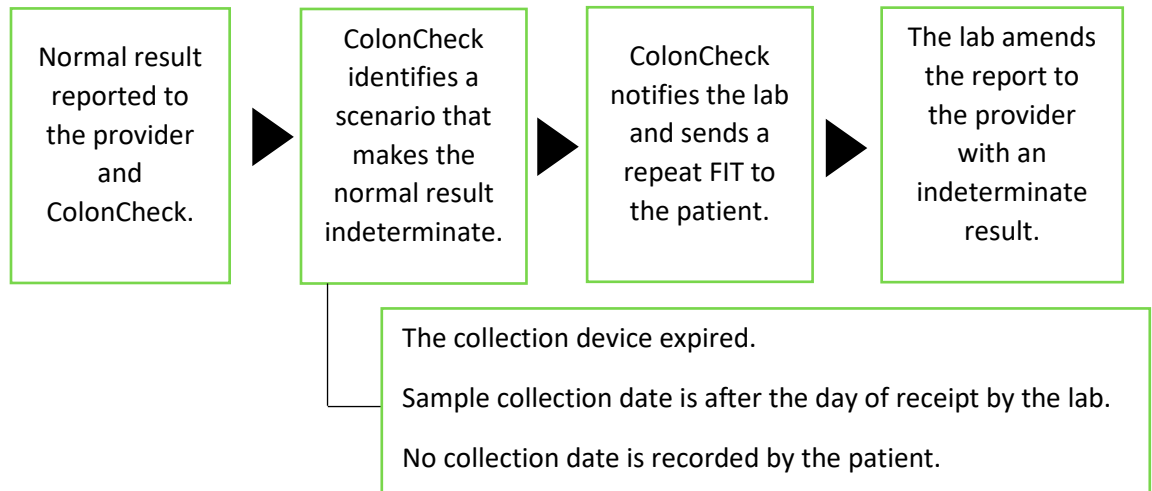 Normal result
reported to
the provider
and
ColonCheck.
ColonCheck
identifies a
scenario that
makes the
normal result
indeterminate.
ColonCheck
notifies the lab
and sends a
repeat FIT to
the patient.
The lab amends
the report to
the provider
with an
indeterminate
result.
The collection device expired.
Sample collection date is after the day of receipt by the lab.
No collection date is recorded by the patient.